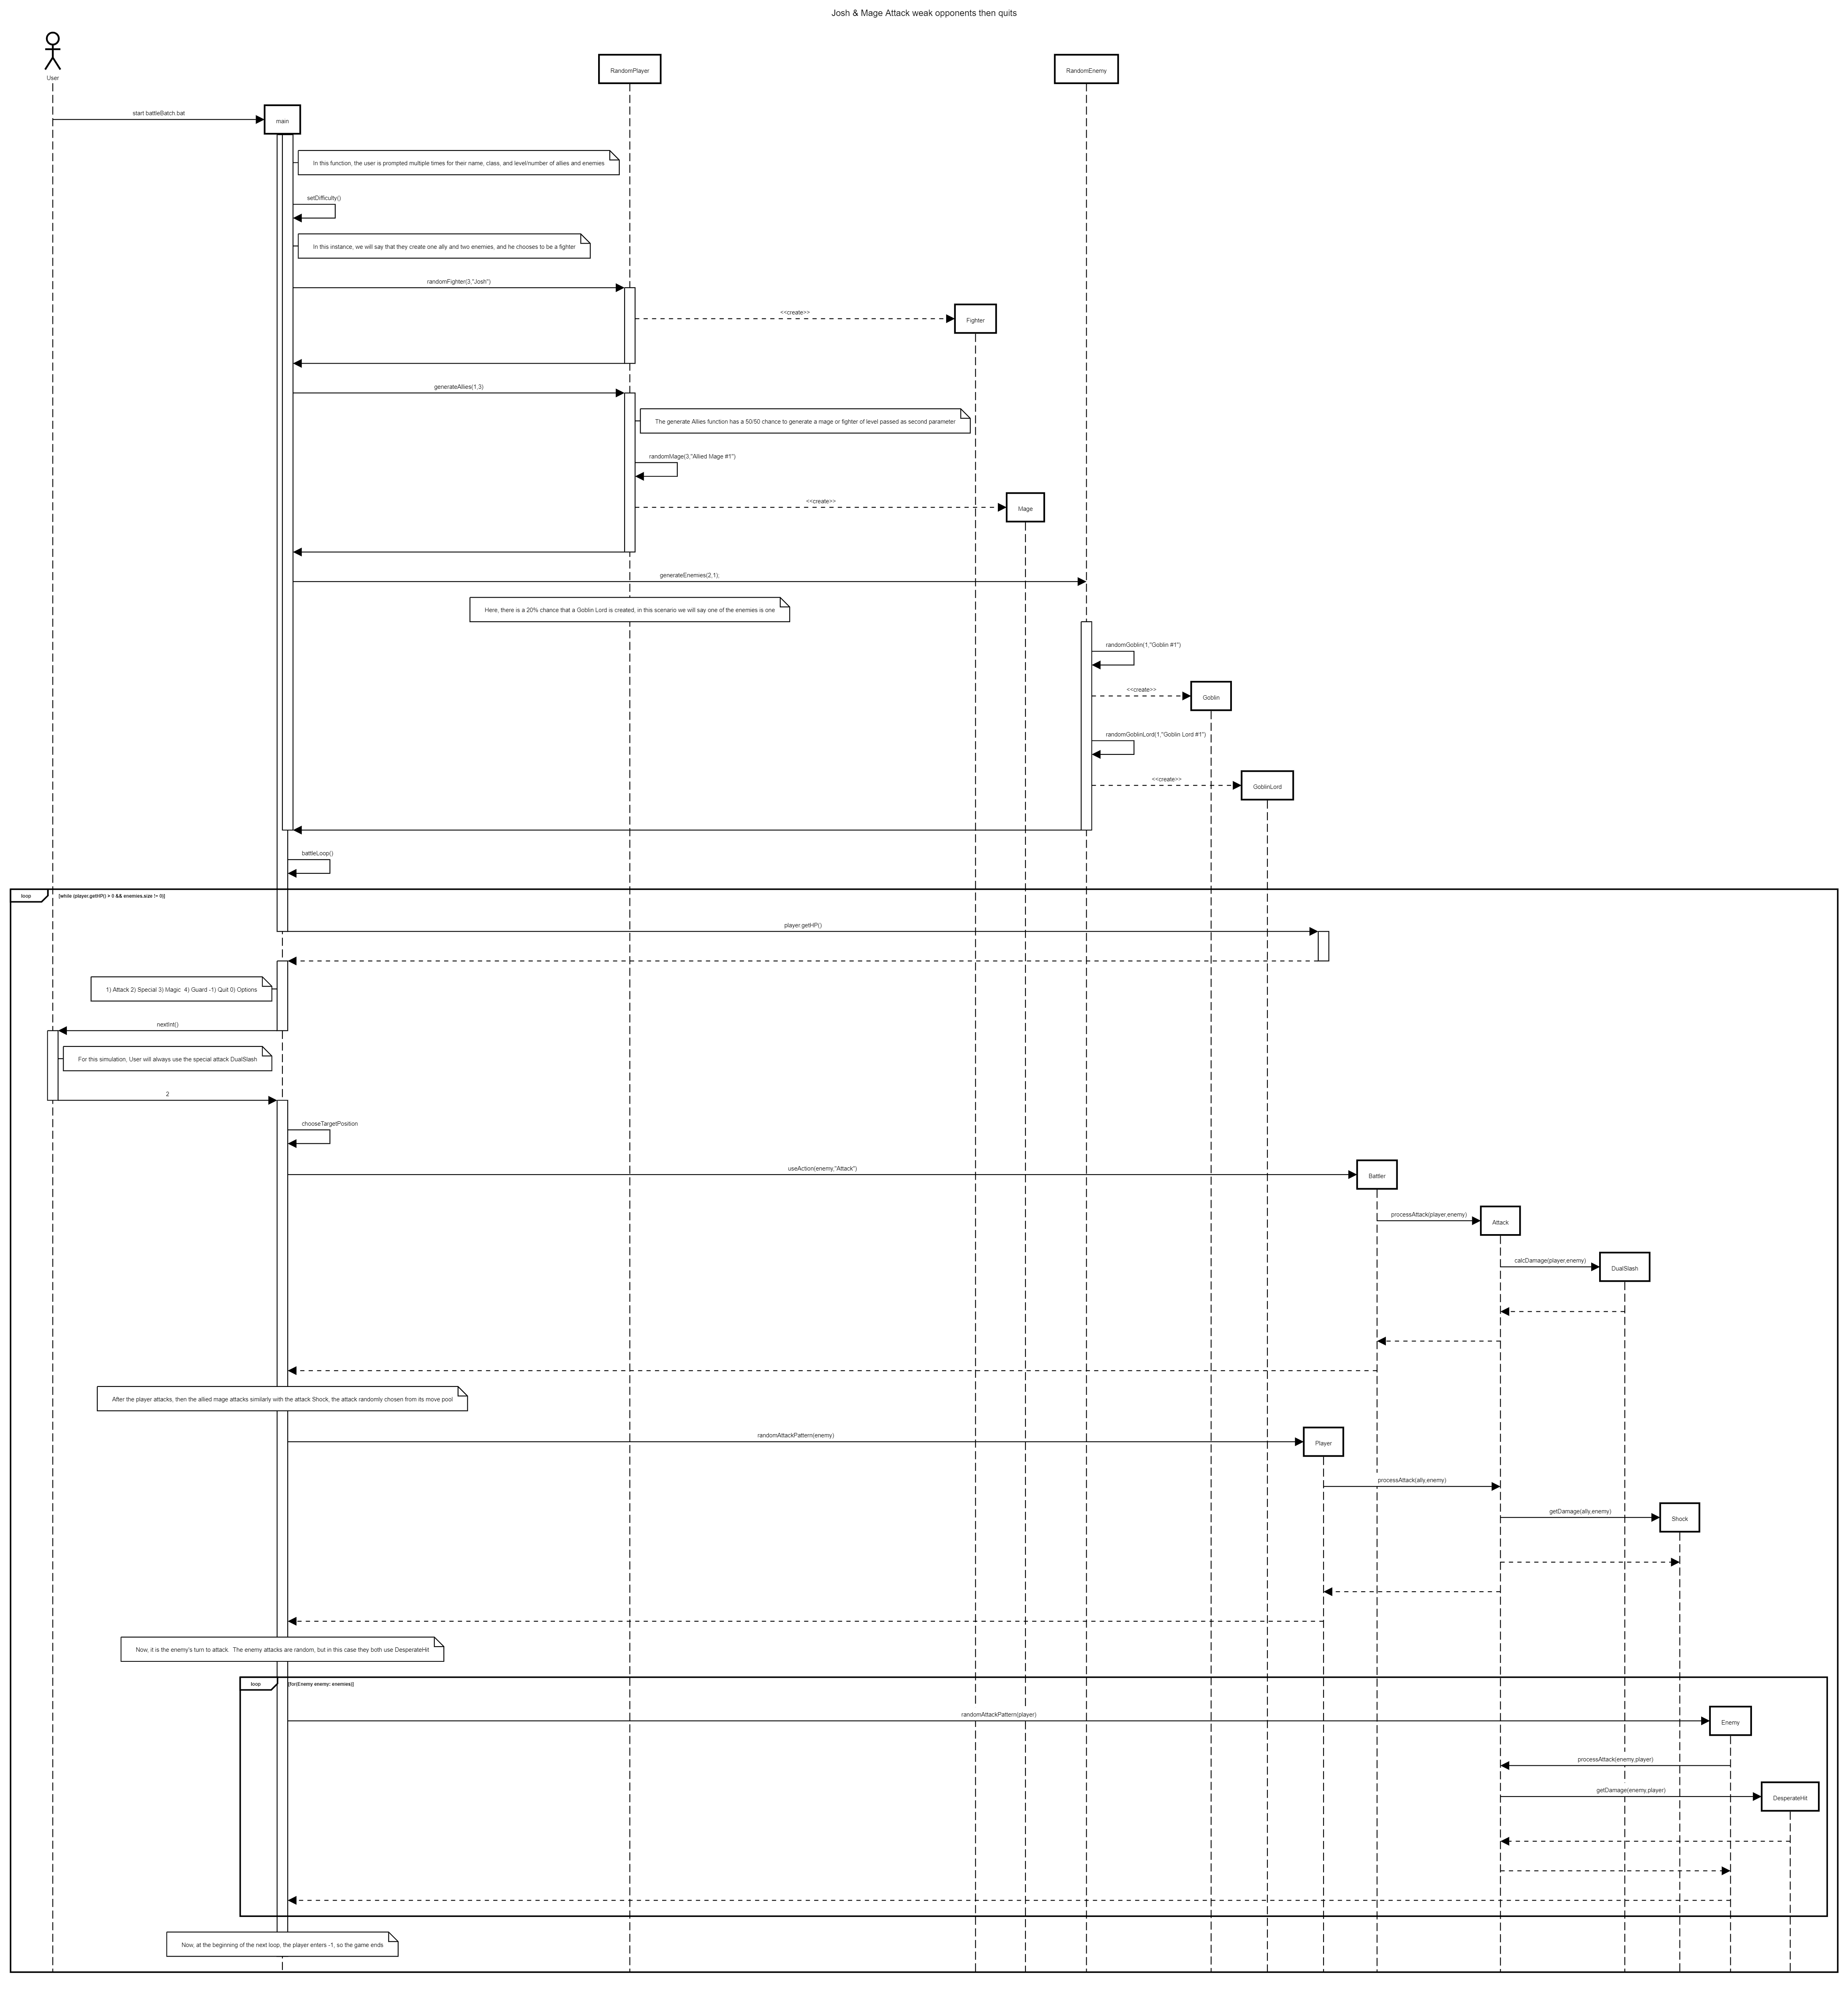 Josh & Mage Attack weak opponents then quits
User
RandomPlayer
RandomEnemy
start battleBatch.bat
main
In this function, the user is prompted multiple times for their name, class, and level/number of allies and enemies
setDifficulty()
In this instance, we will say that they create one ally and two enemies, and he chooses to be a fighter
randomFighter(3,"Josh")
<<create>>
Fighter
generateAllies(1,3)
The generate Allies function has a 50/50 chance to generate a mage or fighter of level passed as second parameter
randomMage(3,"Allied Mage #1")
<<create>>
Mage
generateEnemies(2,1);
Here, there is a 20% chance that a Goblin Lord is created, in this scenario we will say one of the enemies is one
randomGoblin(1,"Goblin #1")
<<create>>
Goblin
randomGoblinLord(1,"Goblin Lord #1")
<<create>>
GoblinLord
battleLoop()
loop
[while (player.getHP() > 0 && enemies.size != 0)]
player.getHP()
1) Attack 2) Special 3) Magic 4) Guard -1) Quit 0) Options
nextInt()
For this simulation, User will always use the special attack DualSlash
2
chooseTargetPosition
useAction(enemy,"Attack")
Battler
processAttack(player,enemy)
Attack
calcDamage(player,enemy)
DualSlash
After the player attacks, then the allied mage attacks similarly with the attack Shock, the attack randomly chosen from its move pool
randomAttackPattern(enemy)
Player
processAttack(ally,enemy)
getDamage(ally,enemy)
Shock
Now, it is the enemy's turn to attack. The enemy attacks are random, but in this case they both use DesperateHit
loop
[for(Enemy enemy: enemies)]
randomAttackPattern(player)
Enemy
processAttack(enemy,player)
getDamage(enemy,player)
DesperateHit
Now, at the beginning of the next loop, the player enters -1, so the game ends